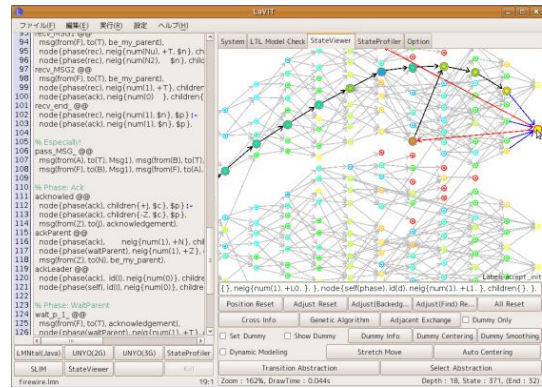 LaViT
ファイル(F) 編集(E) 実行(R) 設定 ヘルプ(H)
System LTL Model Check StateViewer StateProfiler Option
94 msg(from(F), to(T), be_my_parent),
95 node{phase(rec), neig{num(Nu), +T, $n}, ch
96 node{phase(rec), neig{num(N2), $n}, child
97 recv_MSG2 @@
98 msg(from(F), to(T), be_my_parent),
99 node{phase(rec), neig{num(1), +T}, children
100 node{phase(ack), neig{num(0) }, children{
101 recv_end_ @@
102 node{phase(rec), neig{num(1), $n}, $p} :-
103 node{phase(ack), neig{num(1), $n}, $p}.
104
105 % Especially!
106 pass_MSG_ @@
107 msg(from(A), to(T), Msg1), msg(from(B), to(T),
108 msg(from(F), to(B), Msg1), msg(from(F), to(A),
109
110 % Phase: Ack
111 acknowled @@
112 node{phase(ack), children{+J, $c}, $p} :-
113 node{phase(ack), children{-Z, $c}, $p},
114 msg(from(Z), to(J), acknowledgement).
115 ackParent @@
116 node{phase(ack), neig{num(1), +N}, chil
117 node{phase(waitParent), neig{num(1), +Z},
118 msg(from(Z), to(N), be_my_parent).
119 ackLeader @@
120 node{phase(ack), id(I), neig{num(0)}, childre
121 node{phase(self), id(I), neig{num(0)}, childre
122
123 % Phase: WaitParent
124 wait_p_1_ @@
125 msg(from(F), to(T), acknowledgement),
126
Label: accept_init
{ }, neig{num(1). +L0. }, }. node{self(phase). id(d). neig{num(1). +L1. }, children{ }, }.
Position Reset Adjust Reset Adjust(Backedg... Adjust(Find) Re... All Reset
Cross Info Genetic Algorithm Adjacent Exchange Dummy Only
Set Dummy Show Dummy Dummy Info Dummy Centering Dummy Smoothing
Dynamic Modeling Stretch Move Auto Centering
Transition Abstraction Select Abstraction
LMNtal(Java) UNYO(2G) UNYO(3G) StateProfiler
SLIM StateViewer Kill
firewire.lmn 19:1
Zoom : 162%, DrawTime : 0.044s Depth : 18, State : 371, (End : 32)